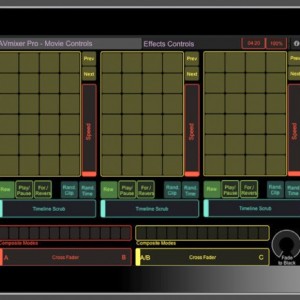 AVmixer Pro - Movie Controls
Effects Controls
04:20
100%
Prev
Prev
Prev
Next
Next
Next
Speed
Speed
Speed
Rew
Play/
Pause
For/
Revers
Rand
Clip
Rand
Time
Rew
Play/
Pause
For/
Revers
Rand
Clip
Rand
Time
Rew
Play/
Pause
For/
Revers
Rand
Clip
Rand
Time
Timeline Scrub
Timeline Scrub
Timeline Scrub
Composite Modes
Composite Modes
A
Cross Fader
B
A/B
Cross Fader
C
Fade
to Black